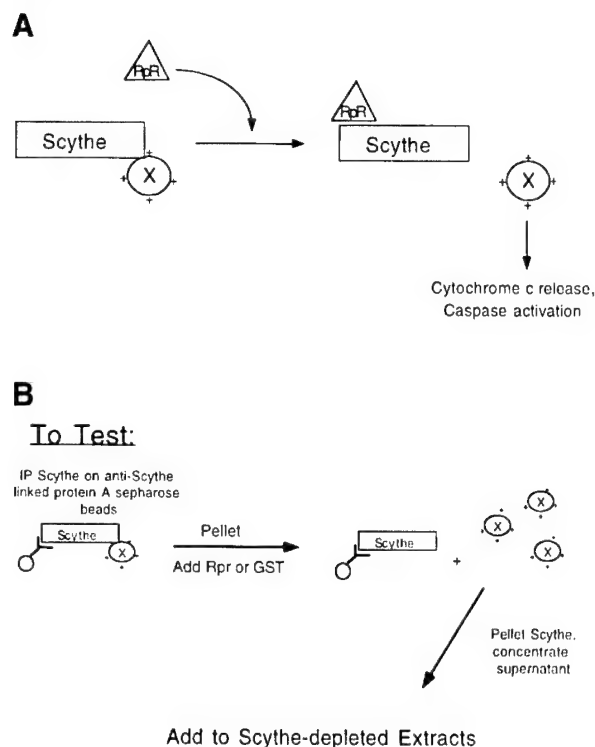 A
RpR
RpR
Scythe
Scythe
X
X
Cytochrome c release,
Caspase activation
B
To Test:
IP Scythe on anti-Scythe
linked protein A sepharose
beads
Scythe
X
Pellet
Add Rpr or GST
Scythe
+
X
X
X
Pellet Scythe.
concentrate
supernatant
Add to Scythe-depleted Extracts